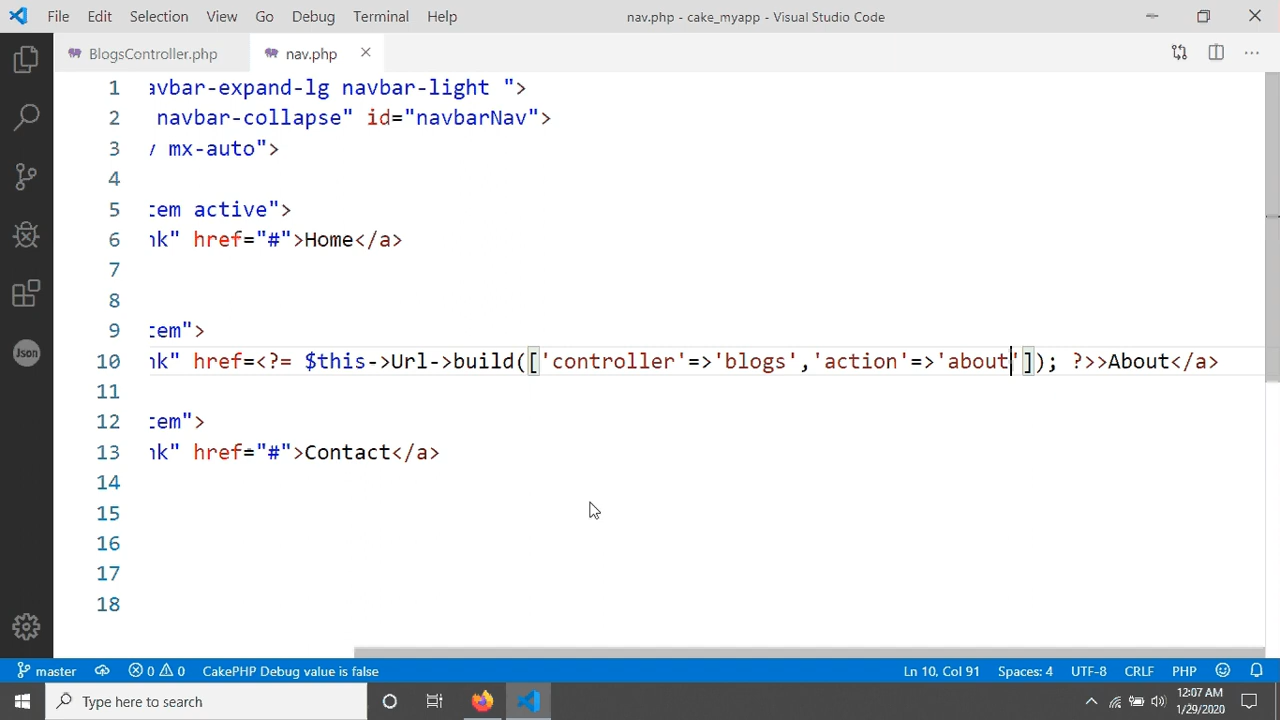 File Edit Selection View Go Debug Terminal Help nav.php - cake_myapp - Visual Studio Code
BlogsController.php nav.php
1 avbar-expand-lg navbar-light ">
2 navbar-collapse" id="navbarNav">
3 mx-auto">
4
5 tem active">
6 nk" href="#">Home</a>
7
8
9 tem">
10 nk" href=<?= $this->Url->build(['controller'=>'blogs','action'=>'about']); ?>>About</a>
11
12 tem">
13 nk" href="#">Contact</a>
14
15
16
17
18
Json
master 0 0 CakePHP Debug value is false Ln 10, Col 91 Spaces: 4 UTF-8 CRLF PHP
Type here to search 12:07 AM
1/29/2020